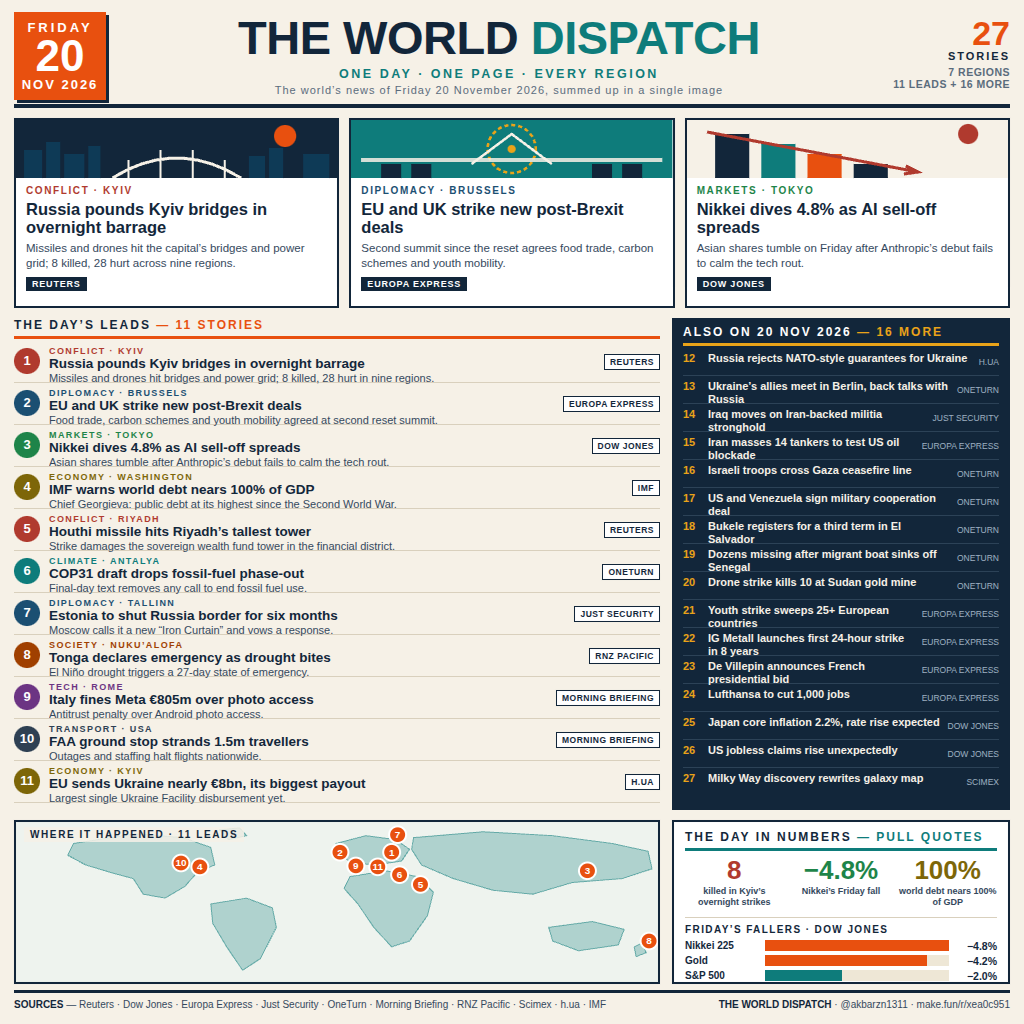 FRIDAY
20
NOV 2026
THE WORLD DISPATCH
ONE DAY · ONE PAGE · EVERY REGION
The world's news of Friday 20 November 2026, summed up in a single image
27
STORIES
7 REGIONS
11 LEADS + 16 MORE
CONFLICT · KYIV
Russia pounds Kyiv bridges in
overnight barrage
Missiles and drones hit the capital's bridges and power
grid; 8 killed, 28 hurt across nine regions.
REUTERS
DIPLOMACY · BRUSSELS
EU and UK strike new post-Brexit
deals
Second summit since the reset agrees food trade, carbon
schemes and youth mobility.
EUROPA EXPRESS
MARKETS · TOKYO
Nikkei dives 4.8% as AI sell-off
spreads
Asian shares tumble on Friday after Anthropic's debut fails
to calm the tech rout.
DOW JONES
THE DAY'S LEADS — 11 STORIES
1
CONFLICT · KYIV
Russia pounds Kyiv bridges in overnight barrage
Missiles and drones hit bridges and power grid; 8 killed, 28 hurt in nine regions.
REUTERS
2
DIPLOMACY · BRUSSELS
EU and UK strike new post-Brexit deals
Food trade, carbon schemes and youth mobility agreed at second reset summit.
EUROPA EXPRESS
3
MARKETS · TOKYO
Nikkei dives 4.8% as AI sell-off spreads
Asian shares tumble after Anthropic's debut fails to calm the tech rout.
DOW JONES
4
ECONOMY · WASHINGTON
IMF warns world debt nears 100% of GDP
Chief Georgieva: public debt at its highest since the Second World War.
IMF
5
CONFLICT · RIYADH
Houthi missile hits Riyadh's tallest tower
Strike damages the sovereign wealth fund tower in the financial district.
REUTERS
6
CLIMATE · ANTALYA
COP31 draft drops fossil-fuel phase-out
Final-day text removes any call to end fossil fuel use.
ONETURN
7
DIPLOMACY · TALLINN
Estonia to shut Russia border for six months
Moscow calls it a new “Iron Curtain” and vows a response.
JUST SECURITY
8
SOCIETY · NUKU'ALOFA
Tonga declares emergency as drought bites
El Niño drought triggers a 27-day state of emergency.
RNZ PACIFIC
9
TECH · ROME
Italy fines Meta €805m over photo access
Antitrust penalty over Android photo access.
MORNING BRIEFING
10
TRANSPORT · USA
FAA ground stop strands 1.5m travellers
Outages and staffing halt flights nationwide.
MORNING BRIEFING
11
ECONOMY · KYIV
EU sends Ukraine nearly €8bn, its biggest payout
Largest single Ukraine Facility disbursement yet.
H.UA
ALSO ON 20 NOV 2026 — 16 MORE
12 Russia rejects NATO-style guarantees for Ukraine H.UA
13 Ukraine's allies meet in Berlin, back talks with ONETURN
Russia
14 Iraq moves on Iran-backed militia JUST SECURITY
stronghold
15 Iran masses 14 tankers to test US oil EUROPA EXPRESS
blockade
16 Israeli troops cross Gaza ceasefire line ONETURN
17 US and Venezuela sign military cooperation ONETURN
deal
18 Bukele registers for a third term in El ONETURN
Salvador
19 Dozens missing after migrant boat sinks off ONETURN
Senegal
20 Drone strike kills 10 at Sudan gold mine ONETURN
21 Youth strike sweeps 25+ European EUROPA EXPRESS
countries
22 IG Metall launches first 24-hour strike EUROPA EXPRESS
in 8 years
23 De Villepin announces French EUROPA EXPRESS
presidential bid
24 Lufthansa to cut 1,000 jobs EUROPA EXPRESS
25 Japan core inflation 2.2%, rate rise expected DOW JONES
26 US jobless claims rise unexpectedly DOW JONES
27 Milky Way discovery rewrites galaxy map SCIMEX
WHERE IT HAPPENED · 11 LEADS
7
2
1
10
4
9
11
6
5
3
8
THE DAY IN NUMBERS — PULL QUOTES
8
killed in Kyiv's
overnight strikes
−4.8%
Nikkei's Friday fall
100%
world debt nears 100%
of GDP
FRIDAY'S FALLERS · DOW JONES
Nikkei 225 −4.8%
Gold −4.2%
S&P 500 −2.0%
SOURCES — Reuters · Dow Jones · Europa Express · Just Security · OneTurn · Morning Briefing · RNZ Pacific · Scimex · h.ua · IMF
THE WORLD DISPATCH · @akbarzn1311 · make.fun/r/xea0c951